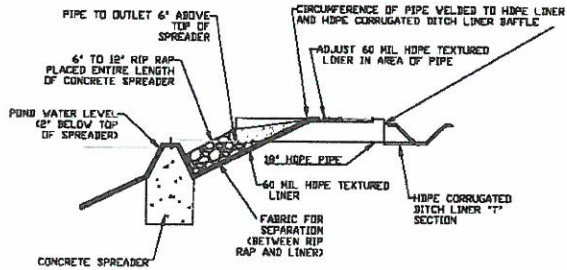 PIPE TO OUTLET 6" ABOVE
TOP OF
SPREADER
CIRCUMFERENCE OF PIPE WELDED TO HDPE LINER
AND HDPE CORRUGATED DITCH LINER BAFFLE
6" TO 12" RIP RAP
PLACED ENTIRE LENGTH
OF CONCRETE SPREADER
ADJUST 60 MIL HDPE TEXTURED
LINER IN AREA OF PIPE
POND WATER LEVEL
(2" BELOW TOP
OF SPREADER)
18" HDPE PIPE
60 MIL HDPE TEXTURED
LINER
HDPE CORRUGATED
DITCH LINER "T"
SECTION
FABRIC FOR
SEPARATION
(BETWEEN RIP
RAP AND LINER)
CONCRETE SPREADER